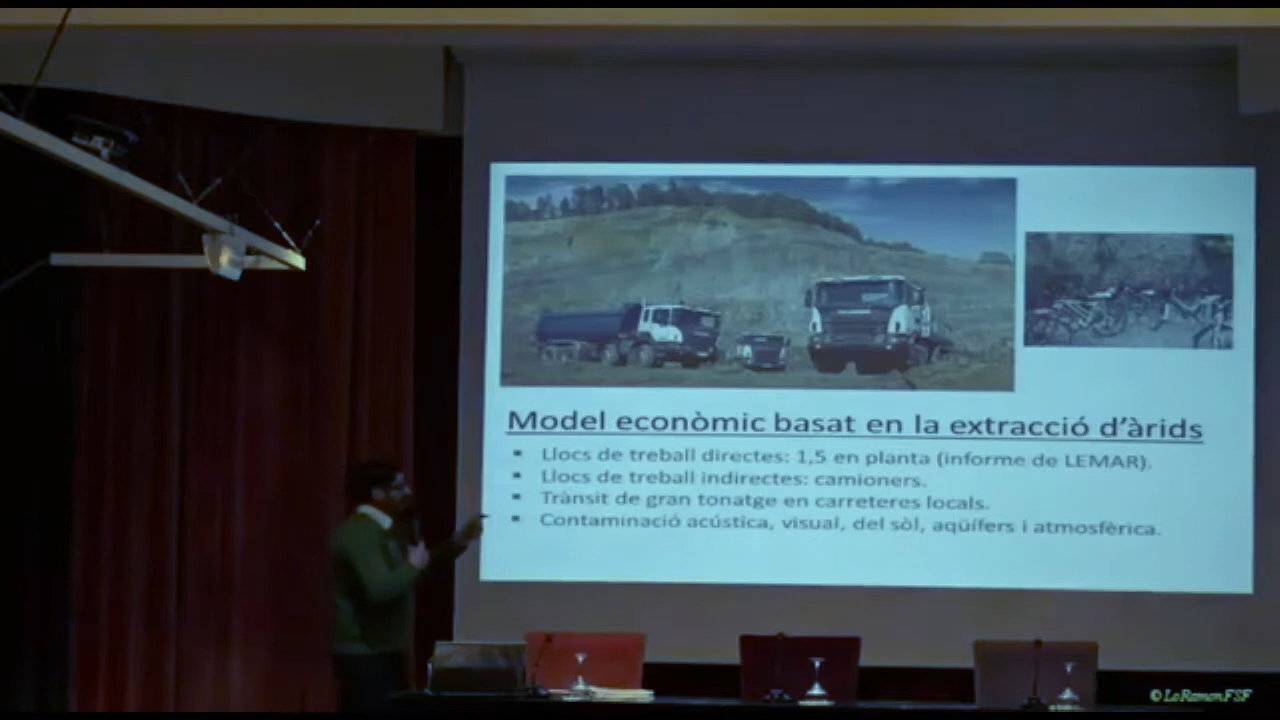 Model econòmic basat en la extracció d'àrids
▪ Llocs de treball directes: 1,5 en planta (informe de LEMAR).
▪ Llocs de treball indirectes: camioners.
▪ Trànsit de gran tonatge en carreteres locals.
▪ Contaminació acústica, visual, del sòl, aqüífers i atmosfèrica.
© LoRamonFSF